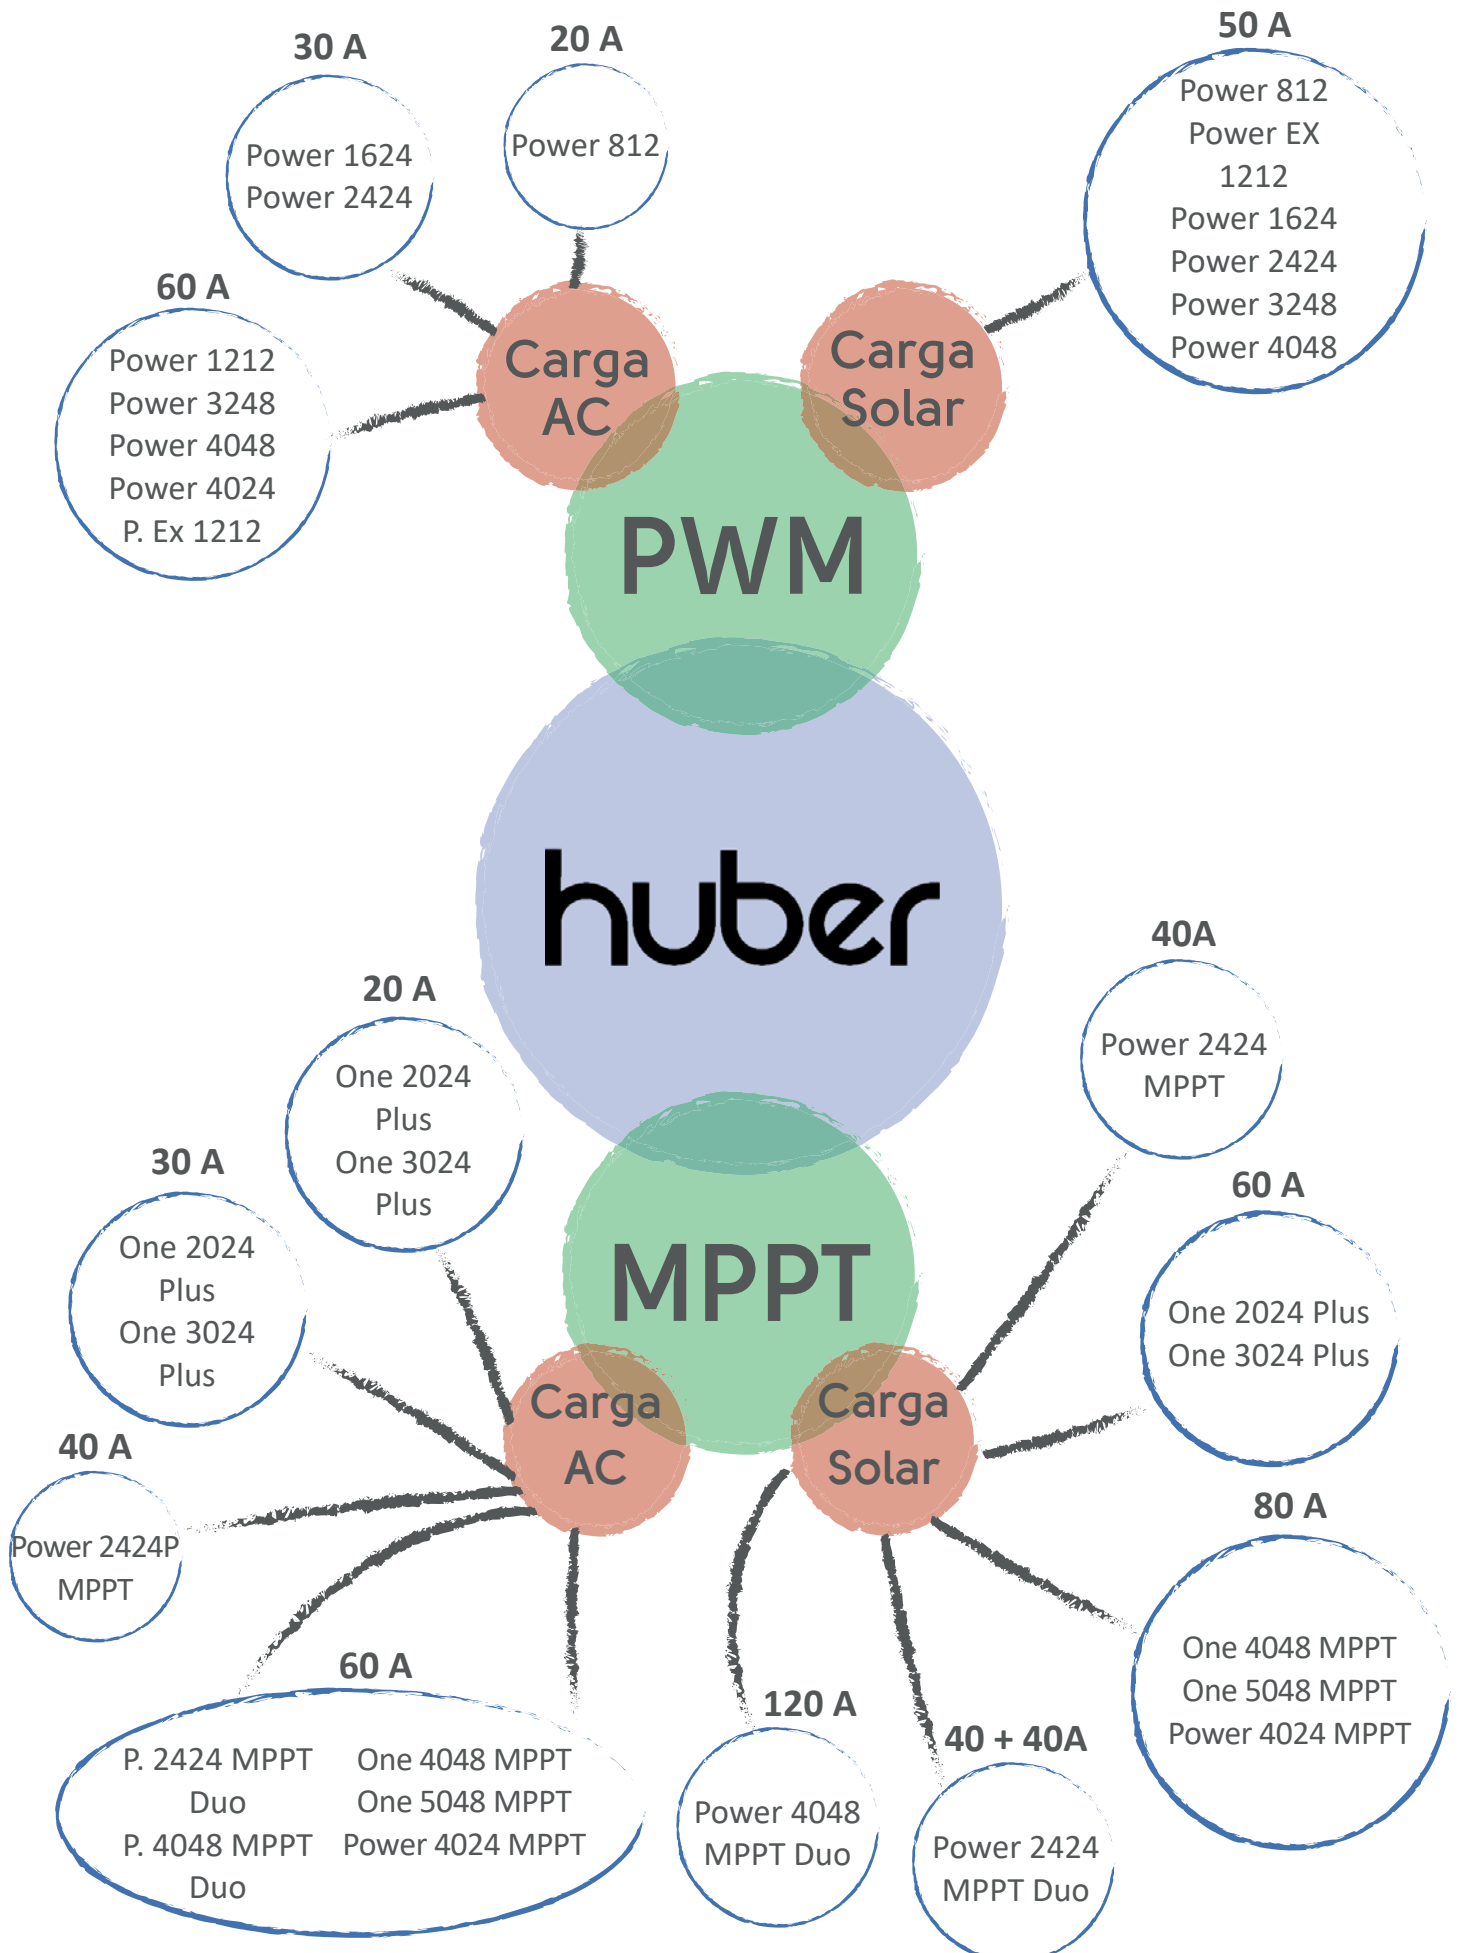 50 A
Power 812
Power EX
1212
Power 1624
Power 2424
Power 3248
Power 4048
20 A
Power 812
30 A
Power 1624
Power 2424
60 A
Power 1212
Power 3248
Power 4048
Power 4024
P. Ex 1212
Carga
AC
Carga
Solar
PWM
huber
MPPT
Carga
AC
Carga
Solar
20 A
One 2024
Plus
One 3024
Plus
30 A
One 2024
Plus
One 3024
Plus
40 A
Power 2424P
MPPT
60 A
P. 2424 MPPT
Duo
P. 4048 MPPT
Duo
One 4048 MPPT
One 5048 MPPT
Power 4024 MPPT
40A
Power 2424
MPPT
60 A
One 2024 Plus
One 3024 Plus
80 A
One 4048 MPPT
One 5048 MPPT
Power 4024 MPPT
120 A
Power 4048
MPPT Duo
40 + 40A
Power 2424
MPPT Duo